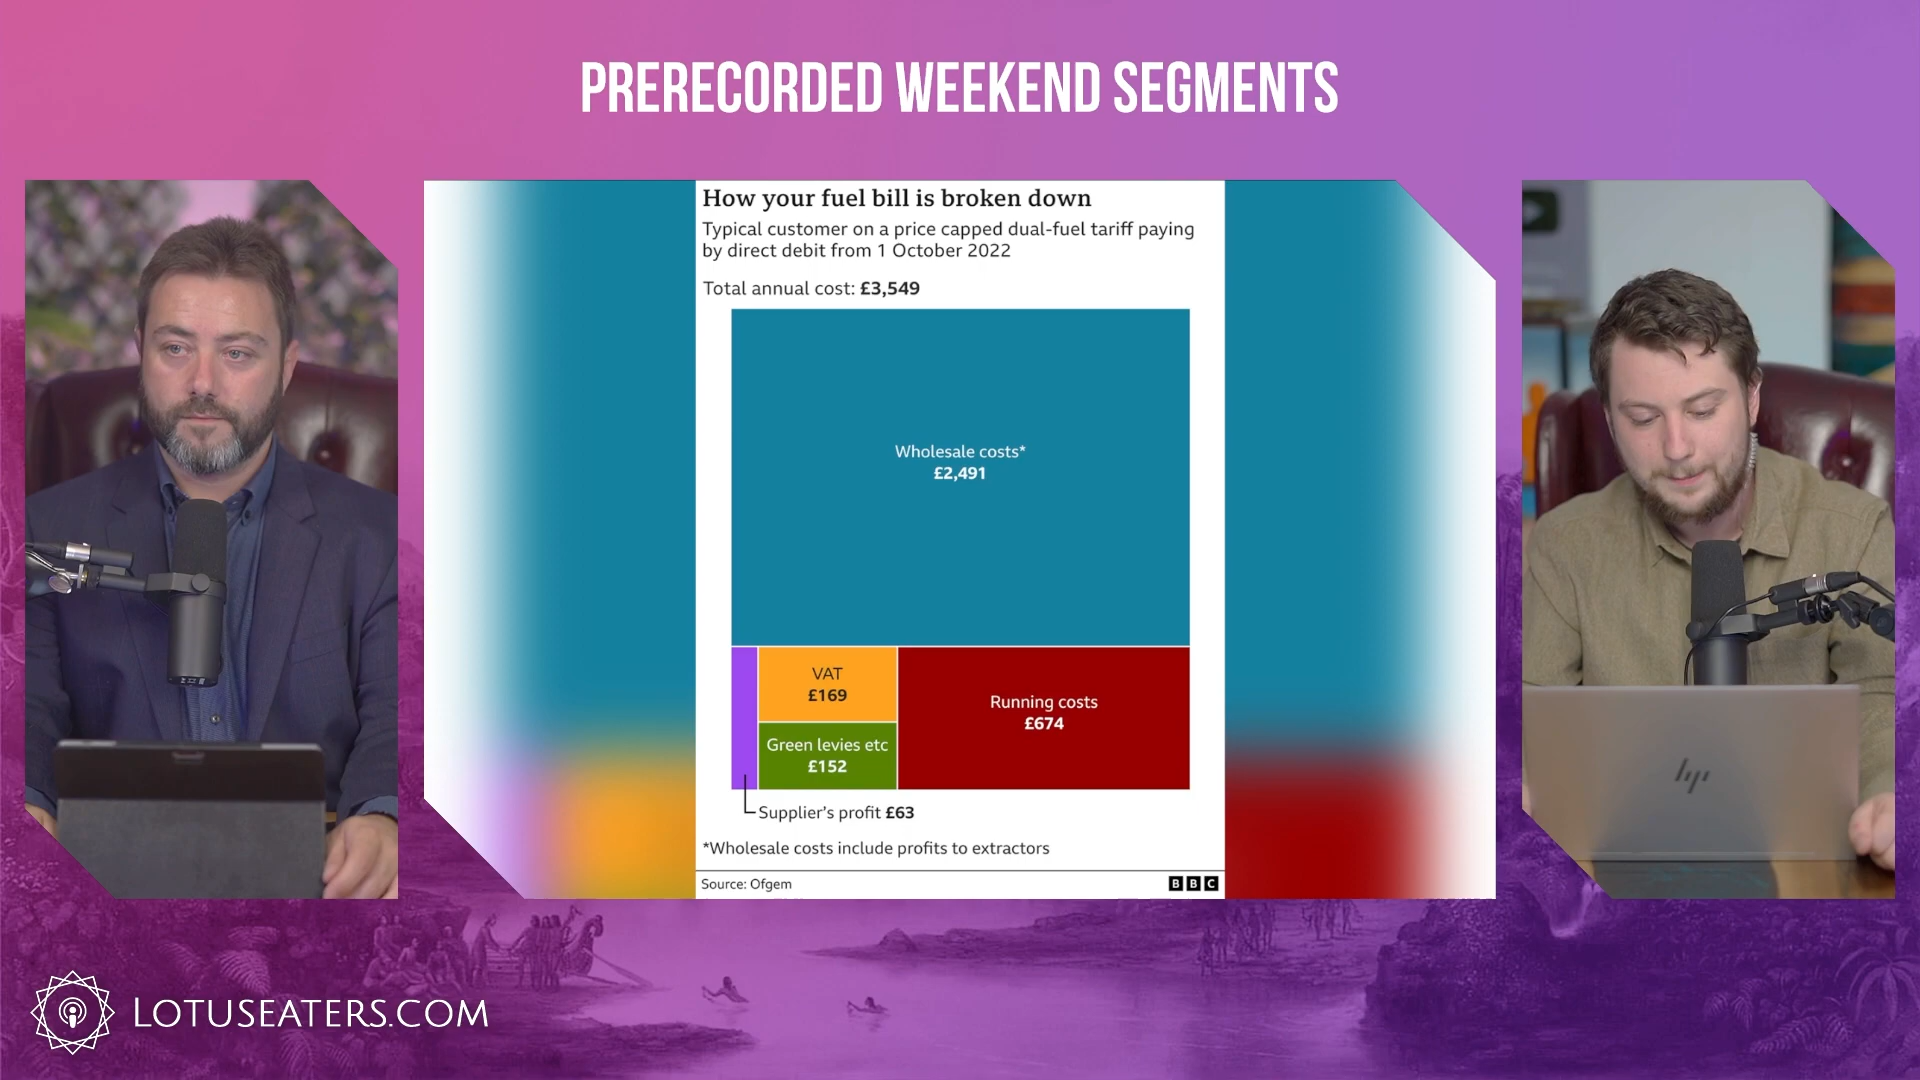 PRERECORDED WEEKEND SEGMENTS
How your fuel bill is broken down
Typical customer on a price capped dual-fuel tariff paying
by direct debit from 1 October 2022
Total annual cost: £3,549
Wholesale costs*
£2,491
VAT
£169
Green levies etc
£152
Running costs
£674
Supplier's profit £63
*Wholesale costs include profits to extractors
Source: Ofgem
BBC
hp
LOTUSEATERS.COM